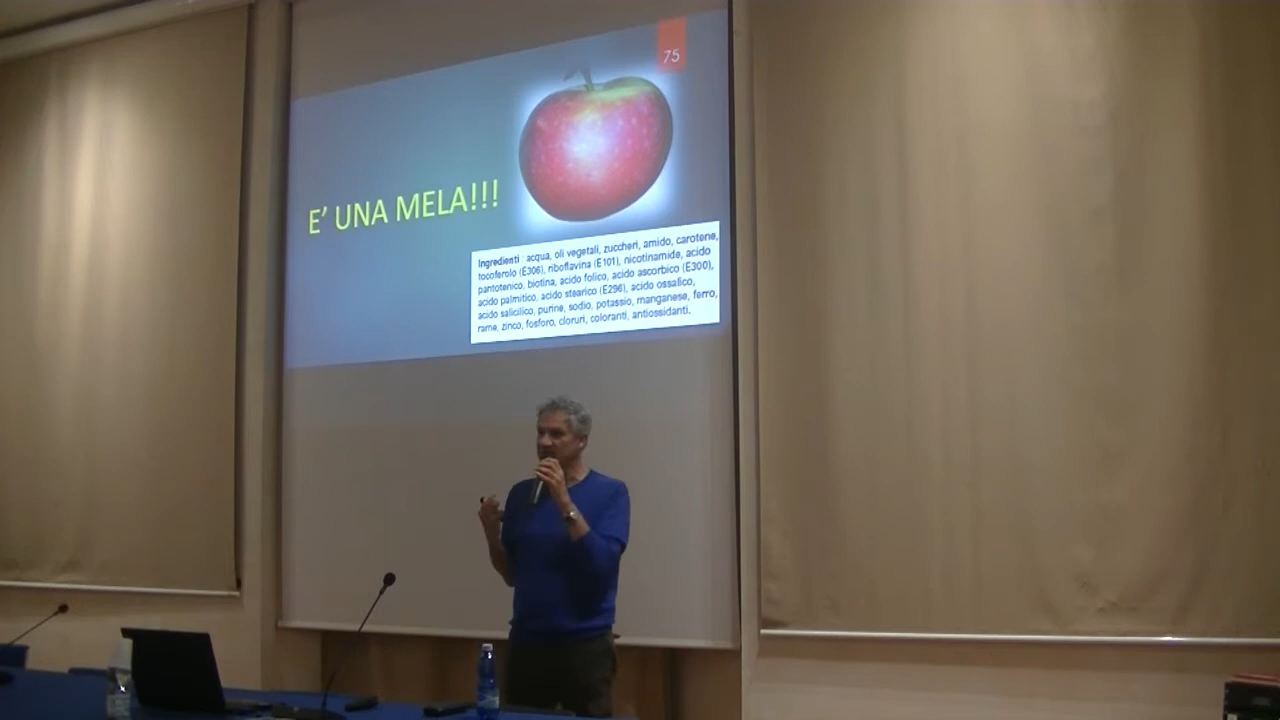 75
E' UNA MELA!!!
Ingredienti : acqua, oli vegetali, zuccheri, amido, carotene,
tocoferolo (E306), riboflavina (E101), nicotinamide, acido
pantotenico, biotina, acido folico, acido ascorbico (E300),
acido palmitico, acido stearico (E296), acido ossalico,
acido salicilico, purine, sodio, potassio, manganese, ferro,
rame, zinco, fosforo, cloruri, coloranti, antiossidanti.